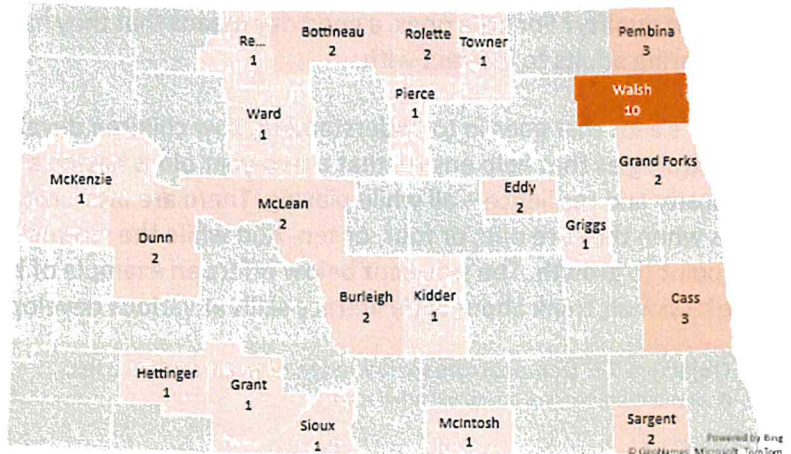 Re...
1
Bottineau
2
Rolette
2
Towner
1
Pembina
3
Walsh
10
Ward
1
Pierce
1
Grand Forks
2
McKenzie
1
McLean
2
Eddy
2
Griggs
1
Dunn
2
Burleigh
2
Kidder
1
Cass
3
Hettinger
1
Grant
1
Sioux
1
McIntosh
1
Sargent
2
Powered by Bing
© GeoNames, Microsoft, TomTom